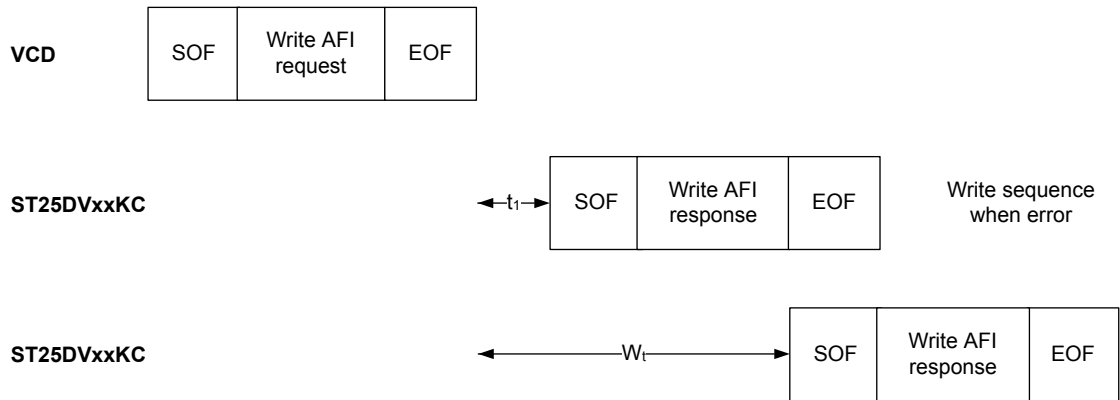 VCD
SOF
Write AFI
request
EOF
ST25DVxxKC
t1
SOF
Write AFI
response
EOF
Write sequence
when error
ST25DVxxKC
Wt
SOF
Write AFI
response
EOF